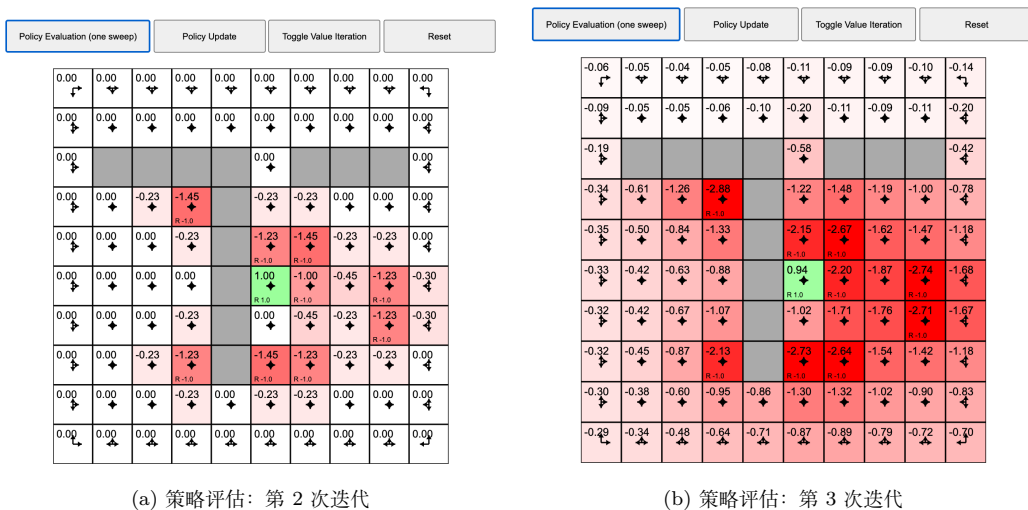 Policy Evaluation (one sweep) Policy Update Toggle Value Iteration Reset
0.00 0.00 0.00 0.00 0.00 0.00 0.00 0.00 0.00 0.00
0.00 0.00 0.00 0.00 0.00 0.00 0.00 0.00 0.00 0.00
0.00 0.00 0.00
0.00 0.00 -0.23 -1.45 -0.23 -0.23 0.00 0.00 0.00
R -1.0
0.00 0.00 0.00 -0.23 -1.23 -1.45 -0.23 -0.23 0.00
R -1.0 R -1.0
0.00 0.00 0.00 0.00 1.00 -1.00 -0.45 -1.23 -0.30
R 1.0 R -1.0 R -1.0
0.00 0.00 0.00 -0.23 0.00 -0.45 -0.23 -1.23 -0.30
R -1.0
0.00 0.00 -0.23 -1.23 -1.45 -1.23 -0.23 -0.23 0.00
R -1.0 R -1.0 R -1.0
0.00 0.00 0.00 -0.23 0.00 -0.23 -0.23 0.00 0.00 0.00
0.00 0.00 0.00 0.00 0.00 0.00 0.00 0.00 0.00 0.00
(a) 策略评估：第 2 次迭代
Policy Evaluation (one sweep) Policy Update Toggle Value Iteration Reset
-0.06 -0.05 -0.04 -0.05 -0.08 -0.11 -0.09 -0.09 -0.10 -0.14
-0.09 -0.05 -0.05 -0.06 -0.10 -0.20 -0.11 -0.09 -0.11 -0.20
-0.19 -0.58 -0.42
-0.34 -0.61 -1.26 -2.88 -1.22 -1.48 -1.19 -1.00 -0.78
R -1.0
-0.35 -0.50 -0.84 -1.33 -2.15 -2.67 -1.62 -1.47 -1.18
R -1.0 R -1.0
-0.33 -0.42 -0.63 -0.88 0.94 -2.20 -1.87 -2.74 -1.68
R 1.0 R -1.0 R -1.0
-0.32 -0.42 -0.67 -1.07 -1.02 -1.71 -1.76 -2.71 -1.67
R -1.0
-0.32 -0.45 -0.87 -2.13 -2.73 -2.64 -1.54 -1.42 -1.18
R -1.0 R -1.0 R -1.0
-0.30 -0.38 -0.60 -0.95 -0.86 -1.30 -1.32 -1.02 -0.90 -0.83
-0.29 -0.34 -0.48 -0.64 -0.71 -0.87 -0.89 -0.79 -0.72 -0.70
(b) 策略评估：第 3 次迭代